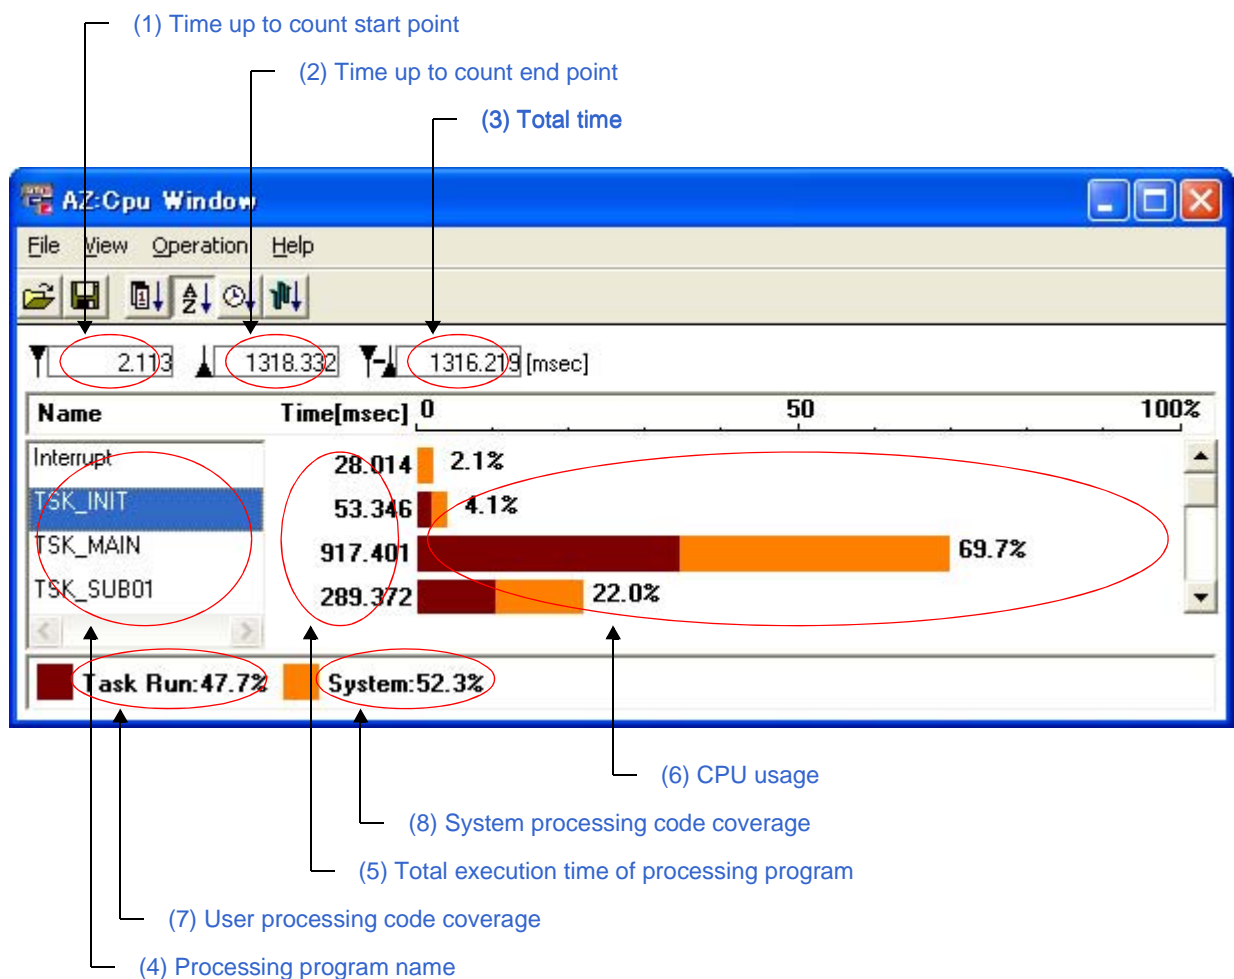 (1) Time up to count start point
(2) Time up to count end point
(3) Total time
AZ:Cpu Window
File View Operation Help
2.113 1318.332 1316.219 [msec]
Name Time[msec] 0 50 100%
Interrupt 28.014 2.1%
TSK_INIT 53.346 4.1%
TSK_MAIN 917.401 69.7%
TSK_SUB01 289.372 22.0%
Task Run:47.7% System:52.3%
(6) CPU usage
(8) System processing code coverage
(5) Total execution time of processing program
(7) User processing code coverage
(4) Processing program name